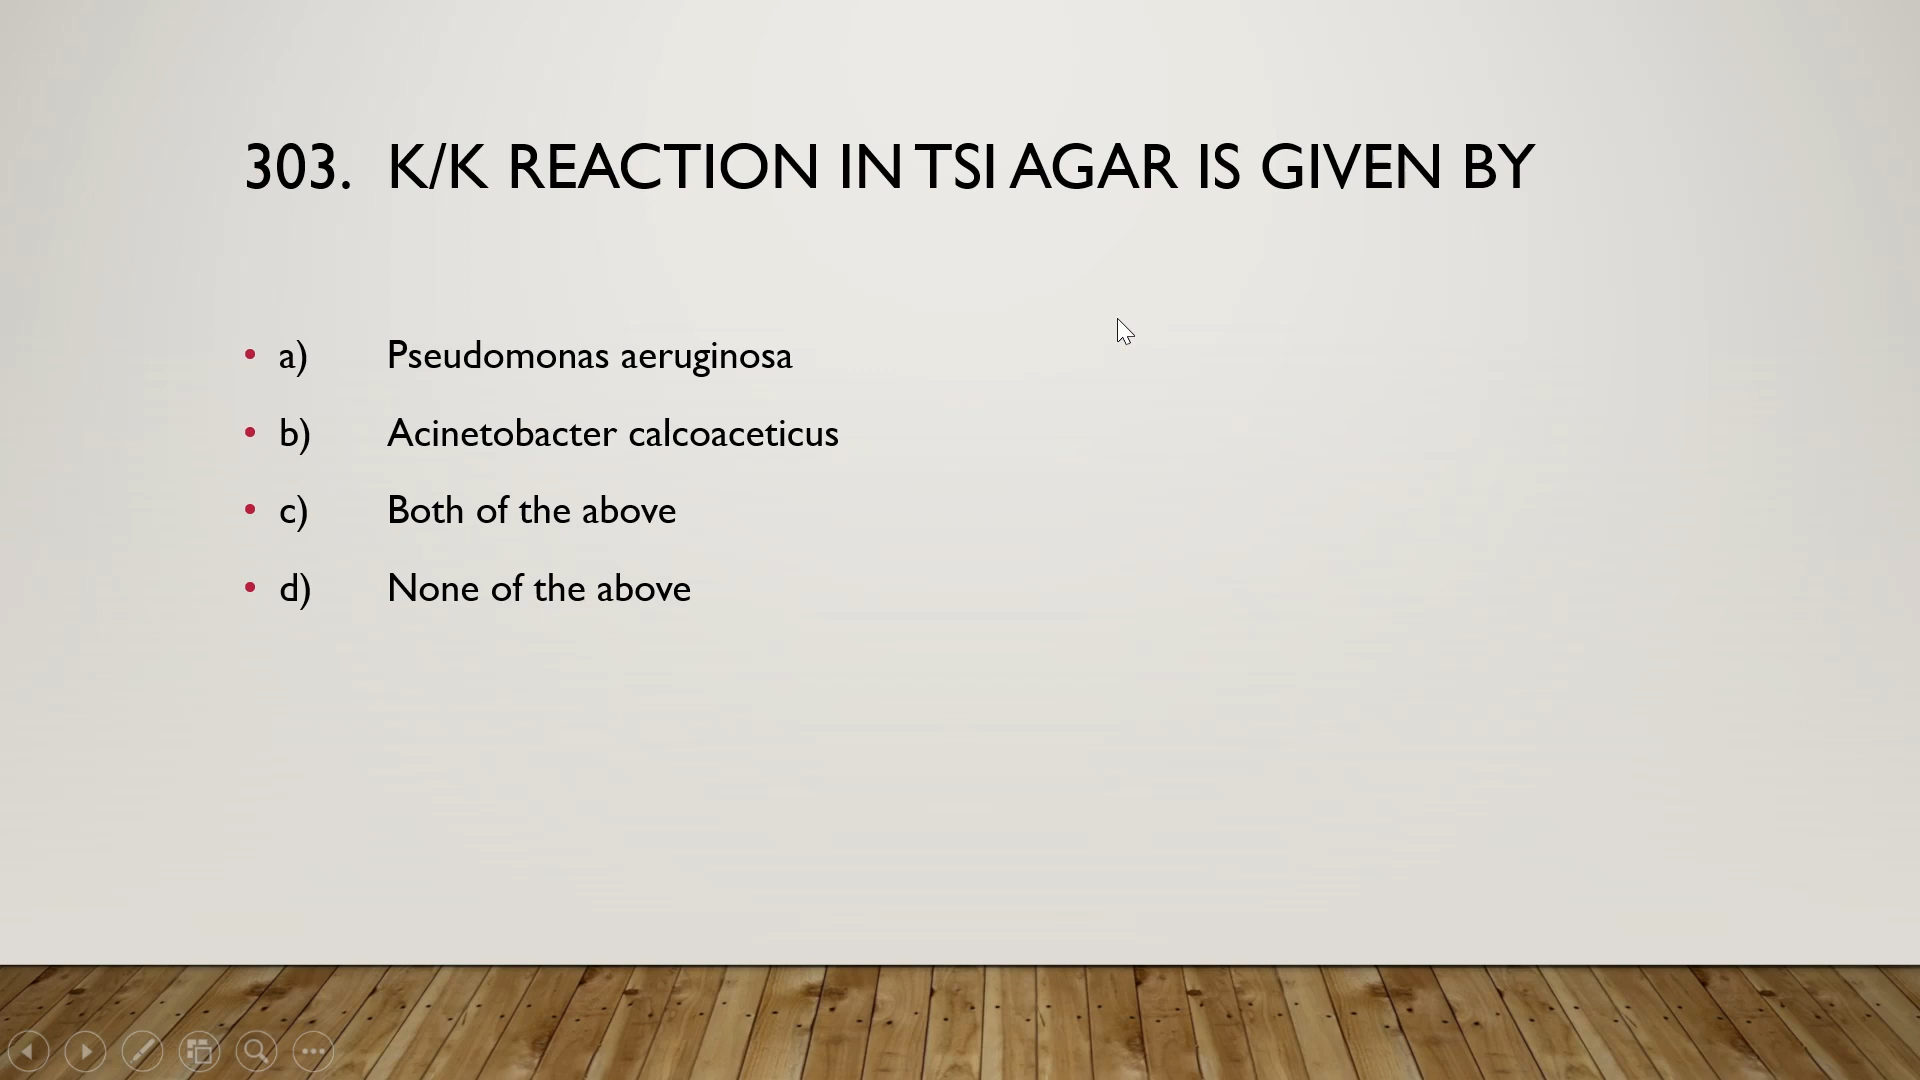 303. K/K REACTION IN TSI AGAR IS GIVEN BY
• a) Pseudomonas aeruginosa
• b) Acinetobacter calcoaceticus
• c) Both of the above
• d) None of the above